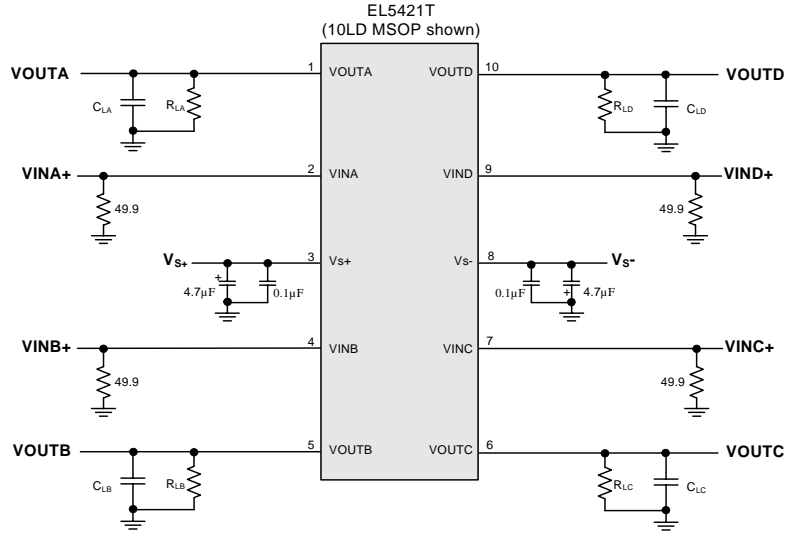 EL5421T
(10LD MSOP shown)
VOUTA 1 VOUTA VOUTD 10 VOUTD
CLA RLA RLD CLD
VINA+ 2 VINA VIND 9 VIND+
49.9 49.9
VS+ 3 Vs+ Vs- 8 VS-
+
4.7µF 0.1µF 0.1µF + 4.7µF
VINB+ 4 VINB VINC 7 VINC+
49.9 49.9
VOUTB 5 VOUTB VOUTC 6 VOUTC
CLB RLB RLC CLC